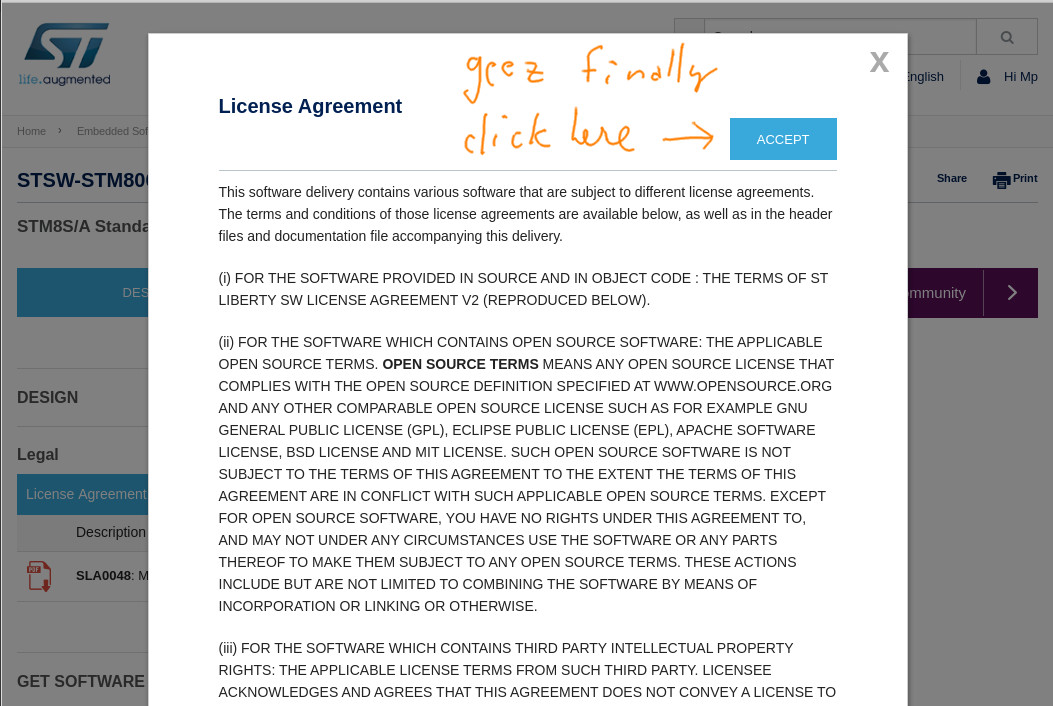 ST
life.augmented
English
Hi Mp
Home › Embedded Sof
geez finally
X
License Agreement
click here →
ACCEPT
STSW-STM80
Share
Print
STM8S/A Standa
This software delivery contains various software that are subject to different license agreements.
The terms and conditions of those license agreements are available below, as well as in the header
files and documentation file accompanying this delivery.
DES
ommunity
(i) FOR THE SOFTWARE PROVIDED IN SOURCE AND IN OBJECT CODE : THE TERMS OF ST
LIBERTY SW LICENSE AGREEMENT V2 (REPRODUCED BELOW).
(ii) FOR THE SOFTWARE WHICH CONTAINS OPEN SOURCE SOFTWARE: THE APPLICABLE
OPEN SOURCE TERMS. OPEN SOURCE TERMS MEANS ANY OPEN SOURCE LICENSE THAT
COMPLIES WITH THE OPEN SOURCE DEFINITION SPECIFIED AT WWW.OPENSOURCE.ORG
AND ANY OTHER COMPARABLE OPEN SOURCE LICENSE SUCH AS FOR EXAMPLE GNU
GENERAL PUBLIC LICENSE (GPL), ECLIPSE PUBLIC LICENSE (EPL), APACHE SOFTWARE
LICENSE, BSD LICENSE AND MIT LICENSE. SUCH OPEN SOURCE SOFTWARE IS NOT
SUBJECT TO THE TERMS OF THIS AGREEMENT TO THE EXTENT THE TERMS OF THIS
AGREEMENT ARE IN CONFLICT WITH SUCH APPLICABLE OPEN SOURCE TERMS. EXCEPT
FOR OPEN SOURCE SOFTWARE, YOU HAVE NO RIGHTS UNDER THIS AGREEMENT TO,
AND MAY NOT UNDER ANY CIRCUMSTANCES USE THE SOFTWARE OR ANY PARTS
THEREOF TO MAKE THEM SUBJECT TO ANY OPEN SOURCE TERMS. THESE ACTIONS
INCLUDE BUT ARE NOT LIMITED TO COMBINING THE SOFTWARE BY MEANS OF
INCORPORATION OR LINKING OR OTHERWISE.
(iii) FOR THE SOFTWARE WHICH CONTAINS THIRD PARTY INTELLECTUAL PROPERTY
RIGHTS: THE APPLICABLE LICENSE TERMS FROM SUCH THIRD PARTY. LICENSEE
ACKNOWLEDGES AND AGREES THAT THIS AGREEMENT DOES NOT CONVEY A LICENSE TO
DESIGN
Legal
License Agreement
Description
PDF
SLA0048: M
GET SOFTWARE